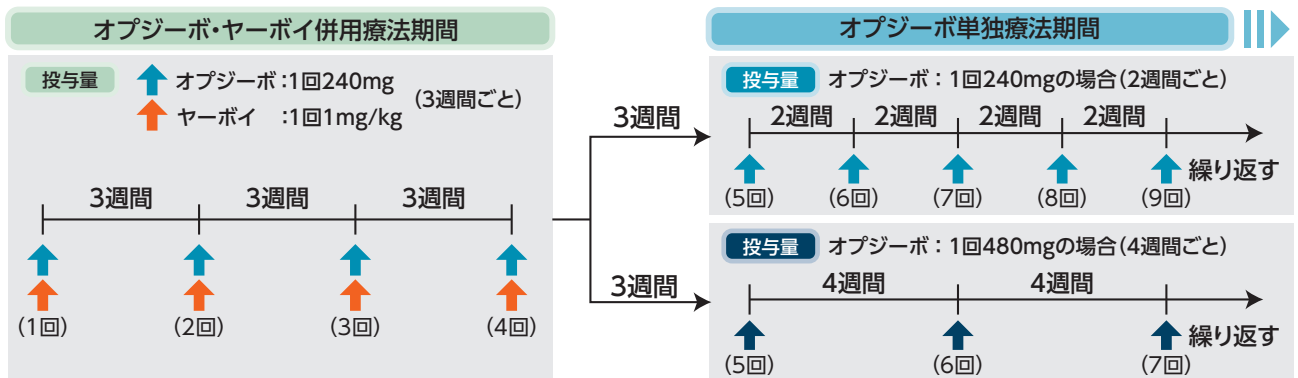 オプジーボ・ヤーボイ併用療法期間
投与量
オプジーボ:1回240mg
ヤーボイ :1回1mg/kg
(3週間ごと)
3週間 3週間 3週間
(1回) (2回) (3回) (4回)
3週間
3週間
オプジーボ単独療法期間
投与量 オプジーボ:1回240mgの場合(2週間ごと)
2週間 2週間 2週間 2週間
繰り返す
(5回) (6回) (7回) (8回) (9回)
投与量 オプジーボ:1回480mgの場合(4週間ごと)
4週間 4週間
繰り返す
(5回) (6回) (7回)